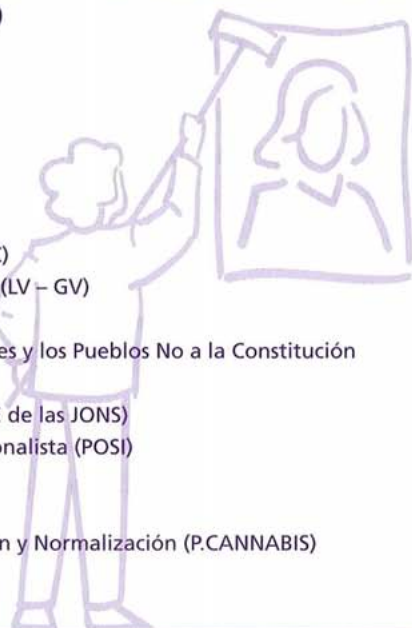 )
)
(LV – GV)
es y los Pueblos No a la Constitución
de las JONS)
onalista (POSI)
n y Normalización (P.CANNABIS)